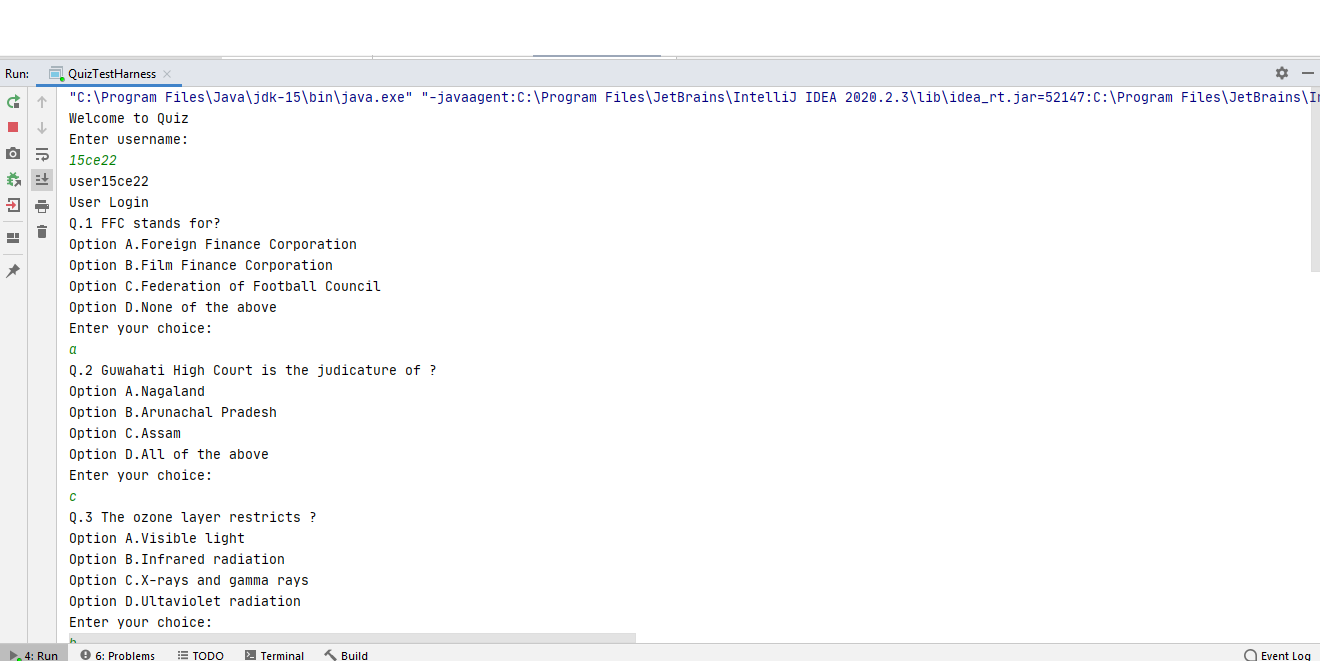 Run: QuizTestHarness
"C:\Program Files\Java\jdk-15\bin\java.exe" "-javaagent:C:\Program Files\JetBrains\IntelliJ IDEA 2020.2.3\lib\idea_rt.jar=52147:C:\Program Files\JetBrains\
Welcome to Quiz
Enter username:
15ce22
user15ce22
User Login
Q.1 FFC stands for?
Option A.Foreign Finance Corporation
Option B.Film Finance Corporation
Option C.Federation of Football Council
Option D.None of the above
Enter your choice:
a
Q.2 Guwahati High Court is the judicature of ?
Option A.Nagaland
Option B.Arunachal Pradesh
Option C.Assam
Option D.All of the above
Enter your choice:
c
Q.3 The ozone layer restricts ?
Option A.Visible light
Option B.Infrared radiation
Option C.X-rays and gamma rays
Option D.Ultaviolet radiation
Enter your choice:
4: Run 6: Problems TODO Terminal Build Event Log